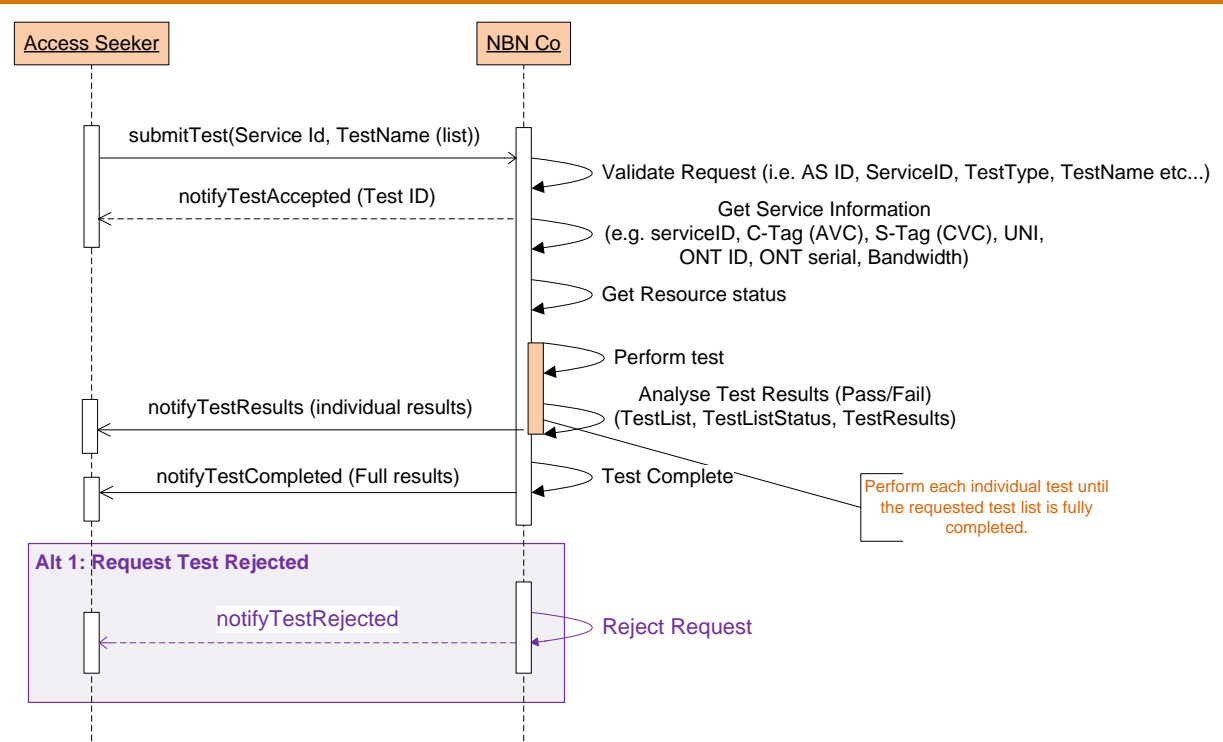 Access Seeker
NBN Co
submitTest(Service Id, TestName (list))
Validate Request (i.e. AS ID, ServiceID, TestType, TestName etc...)
notifyTestAccepted (Test ID)
Get Service Information
(e.g. serviceID, C-Tag (AVC), S-Tag (CVC), UNI,
ONT ID, ONT serial, Bandwidth)
Get Resource status
Perform test
Analyse Test Results (Pass/Fail)
(TestList, TestListStatus, TestResults)
notifyTestResults (individual results)
notifyTestCompleted (Full results)
Test Complete
Perform each individual test until
the requested test list is fully
completed.
Alt 1: Request Test Rejected
notifyTestRejected
Reject Request